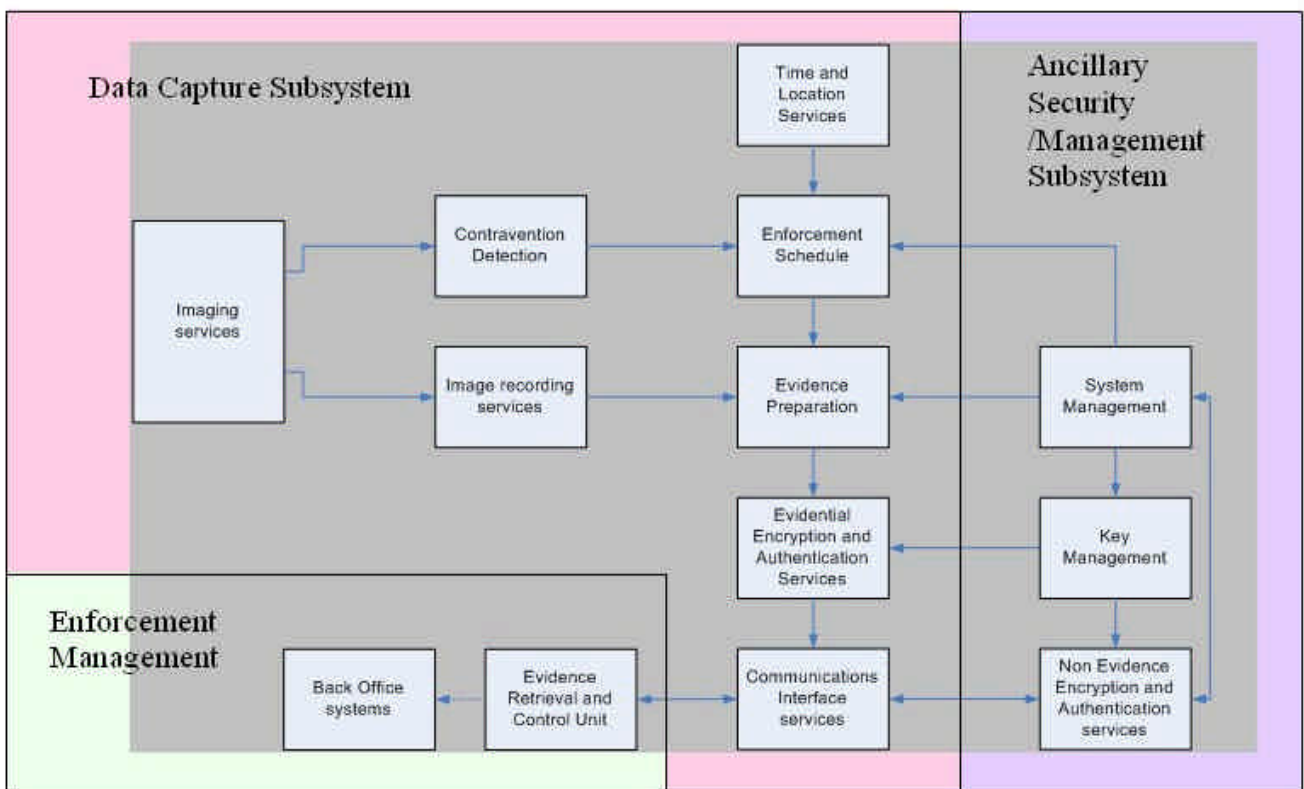 Data Capture Subsystem
Time and
Location
Services
Ancillary
Security
/Management
Subsystem
Imaging
services
Contravention
Detection
Enforcement
Schedule
Image recording
services
Evidence
Preparation
System
Management
Evidential
Encryption and
Authentication
Services
Key
Management
Enforcement
Management
Back Office
systems
Evidence
Retrieval and
Control Unit
Communications
Interface
services
Non Evidence
Encryption and
Authentication
services